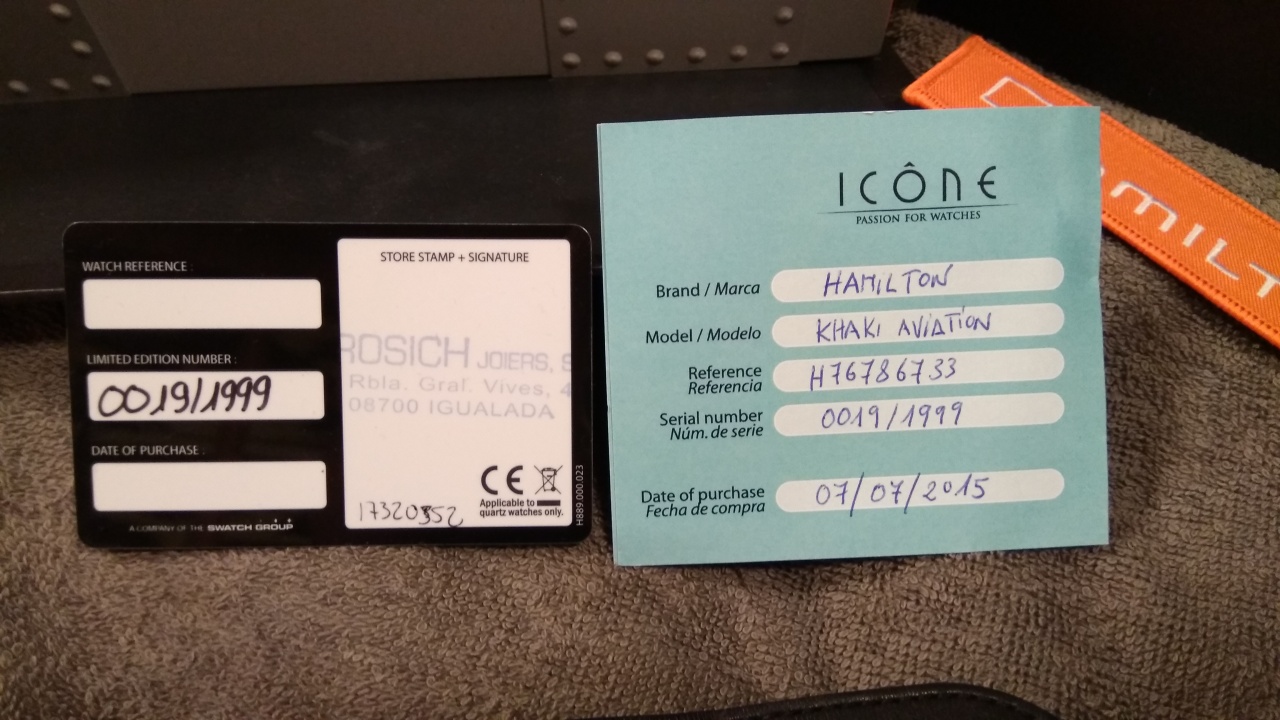 WATCH REFERENCE :
LIMITED EDITION NUMBER :
0019/1999
DATE OF PURCHASE :
A COMPANY OF THE SWATCH GROUP
STORE STAMP + SIGNATURE
ROSICH JOIERS, S
Rbla. Gral. Vives, 4
08700 IGUALADA
CE
Applicable to
quartz watches only.
17320352
H889.000.023
ICÔNE
PASSION FOR WATCHES
Brand / Marca HAMILTON
Model / Modelo KHAKI AVIATION
Reference
Referencia H76786733
Serial number
Núm. de serie 0019/1999
Date of purchase
Fecha de compra 07/07/2015
MILT